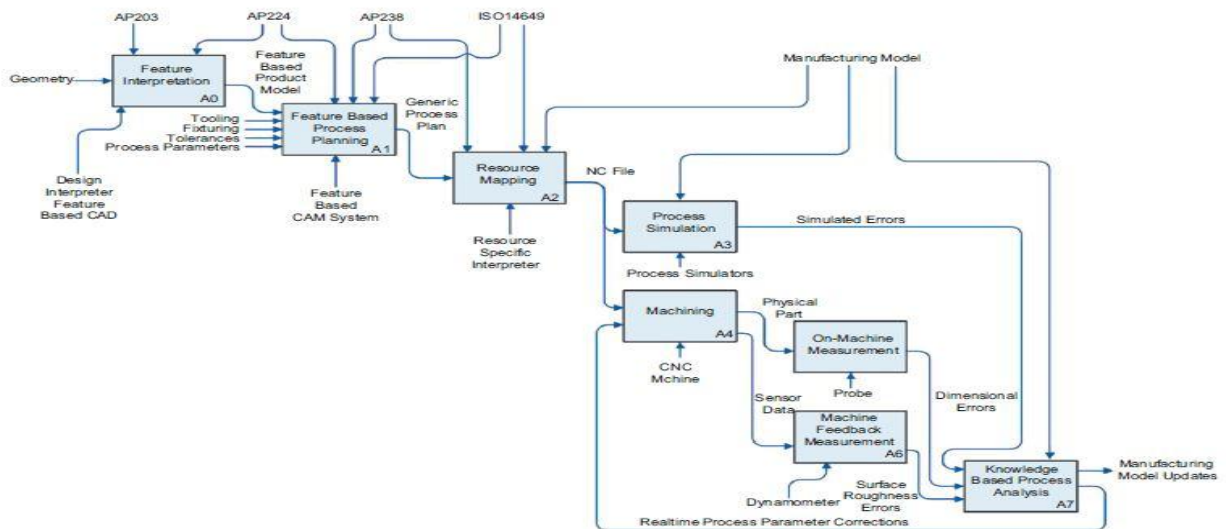 AP203
AP224
AP238
ISO14649
Manufacturing Model
Geometry
Feature
Interpretation
A0
Feature
Based
Product
Model
Tooling
Fixturing
Tolerances
Process Parameters
Feature Based
Process
Planning
A1
Generic
Process
Plan
Design
Interpreter
Feature
Based CAD
Feature
Based
CAM System
Resource
Mapping
A2
NC File
Resource
Specific
Interpreter
Process
Simulation
A3
Simulated Errors
Process Simulators
Machining
A4
Physical
Part
CNC
Mchine
On-Machine
Measurement
Probe
Sensor
Data
Dimensional
Errors
Machine
Feedback
Measurement
A6
Dynamometer
Surface
Roughness
Errors
Knowledge
Based Process
Analysis
A7
Manufacturing
Model Updates
Realtime Process Parameter Corrections